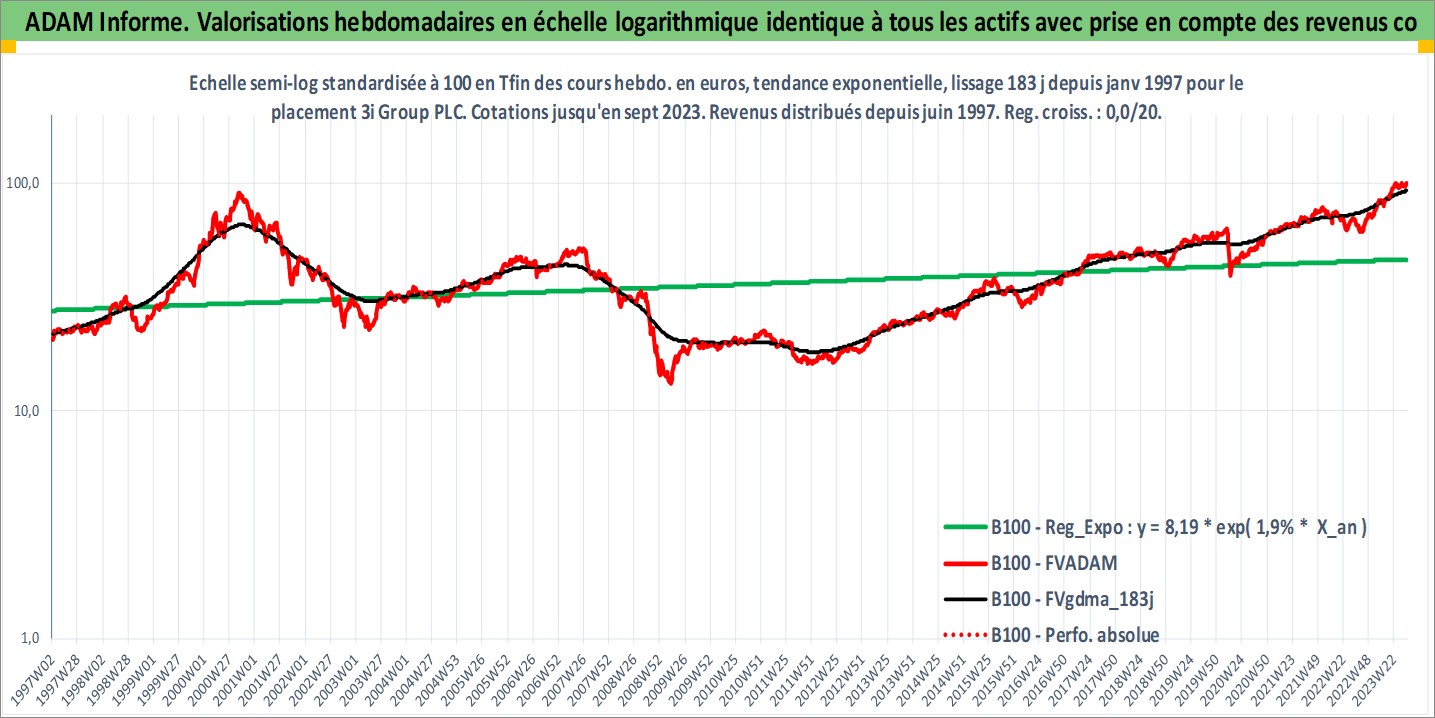 ADAM Informe. Valorisations hebdomadaires en échelle logarithmique identique à tous les actifs avec prise en compte des revenus co
Echelle semi-log standardisée à 100 en Tfin des cours hebdo. en euros, tendance exponentielle, lissage 183 j depuis janv 1997 pour le
placement 3i Group PLC. Cotations jusqu'en sept 2023. Revenus distribués depuis juin 1997. Reg. croiss. : 0,0/20.
100,0
10,0
1,0
B100 - Reg_Expo : y = 8,19 * exp( 1,9% * X_an )
B100 - FVADAM
B100 - FVgdma_183j
B100 - Perfo. absolue
1997W02
1997W28
1998W02
1998W28
1999W01
1999W27
2000W01
2000W27
2001W01
2001W27
2002W01
2002W27
2003W01
2003W27
2004W01
2004W27
2004W53
2005W26
2005W52
2006W26
2006W52
2007W26
2007W52
2008W26
2008W52
2009W26
2009W52
2010W25
2010W51
2011W25
2011W51
2012W25
2012W51
2013W25
2013W51
2014W25
2014W51
2015W25
2015W51
2016W24
2016W50
2017W24
2017W50
2018W24
2018W50
2019W24
2019W50
2020W24
2020W50
2021W23
2021W49
2022W22
2022W48
2023W22